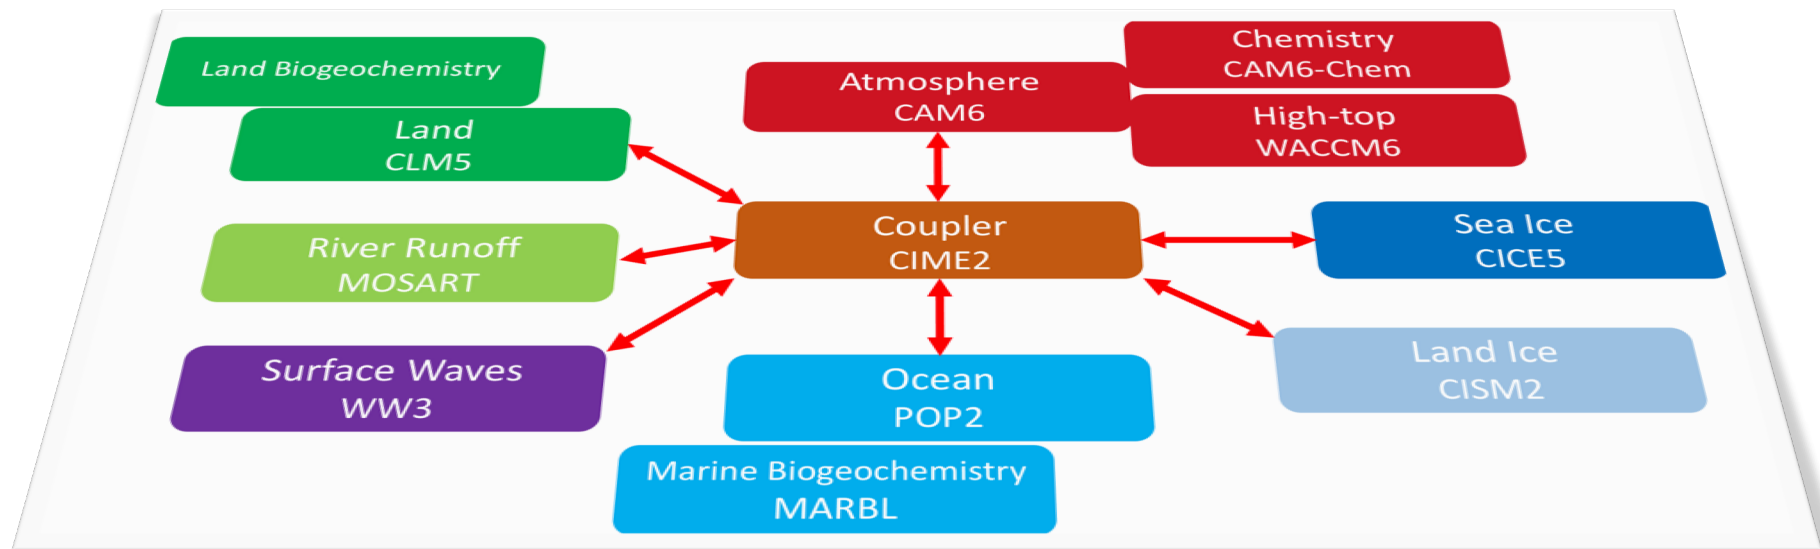 Land Biogeochemistry
Land
CLM5
Atmosphere
CAM6
Chemistry
CAM6-Chem
High-top
WACCM6
River Runoff
MOSART
Coupler
CIME2
Sea Ice
CICE5
Surface Waves
WW3
Ocean
POP2
Land Ice
CISM2
Marine Biogeochemistry
MARBL